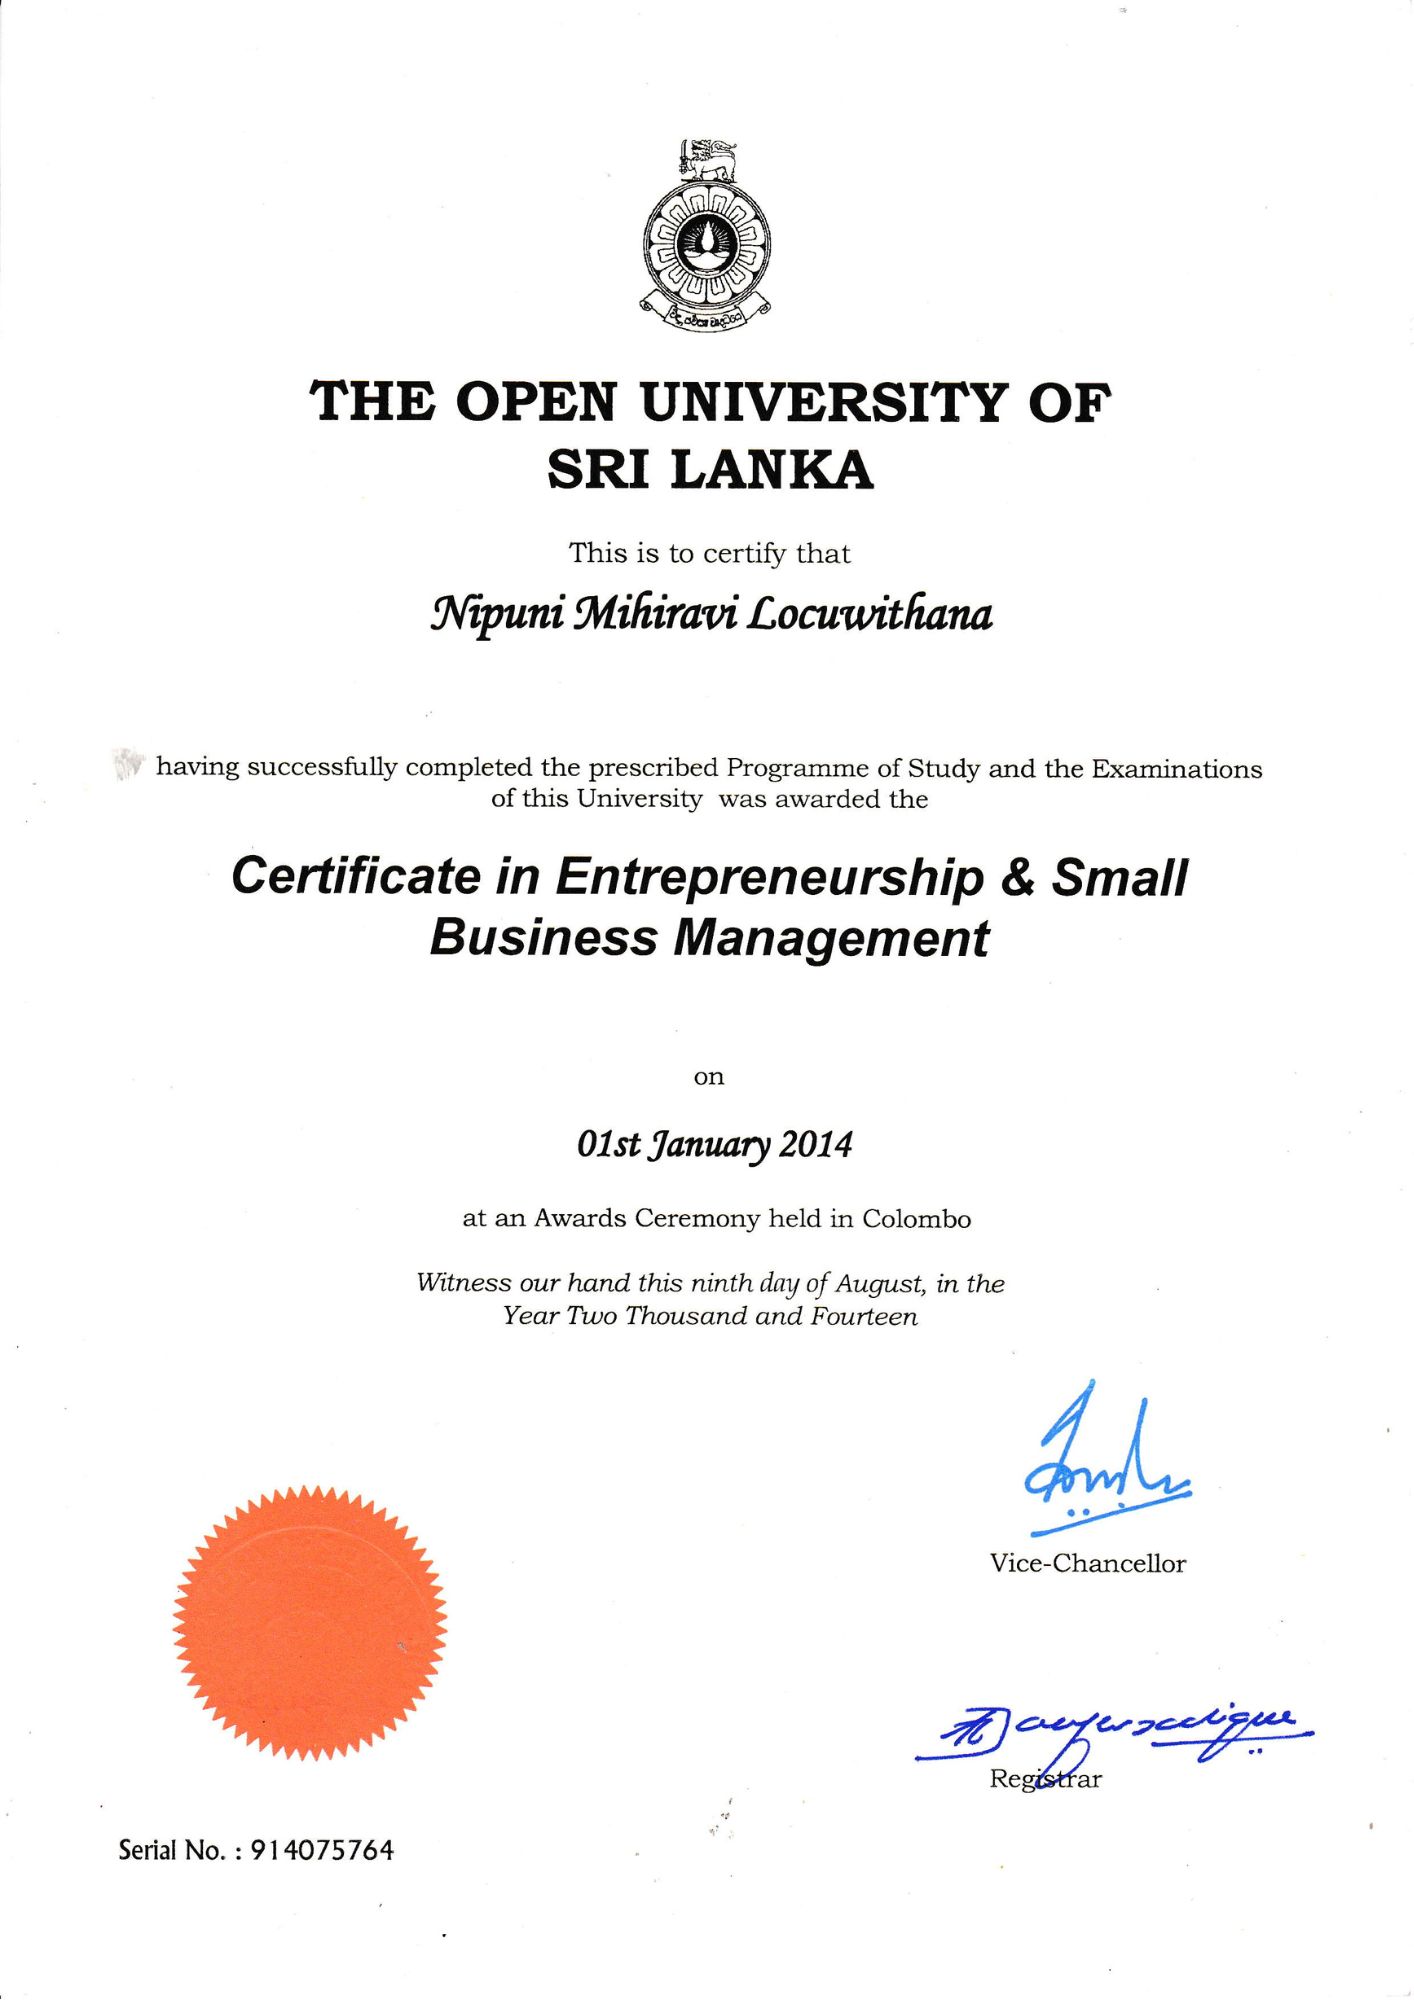 THE OPEN UNIVERSITY OF
SRI LANKA
This is to certify that
Nipuni Mihiravi Locuwithana
having successfully completed the prescribed Programme of Study and the Examinations
of this University was awarded the
Certificate in Entrepreneurship & Small
Business Management
on
01st January 2014
at an Awards Ceremony held in Colombo
Witness our hand this ninth day of August, in the
Year Two Thousand and Fourteen
Vice-Chancellor
Registrar
Serial No. : 914075764